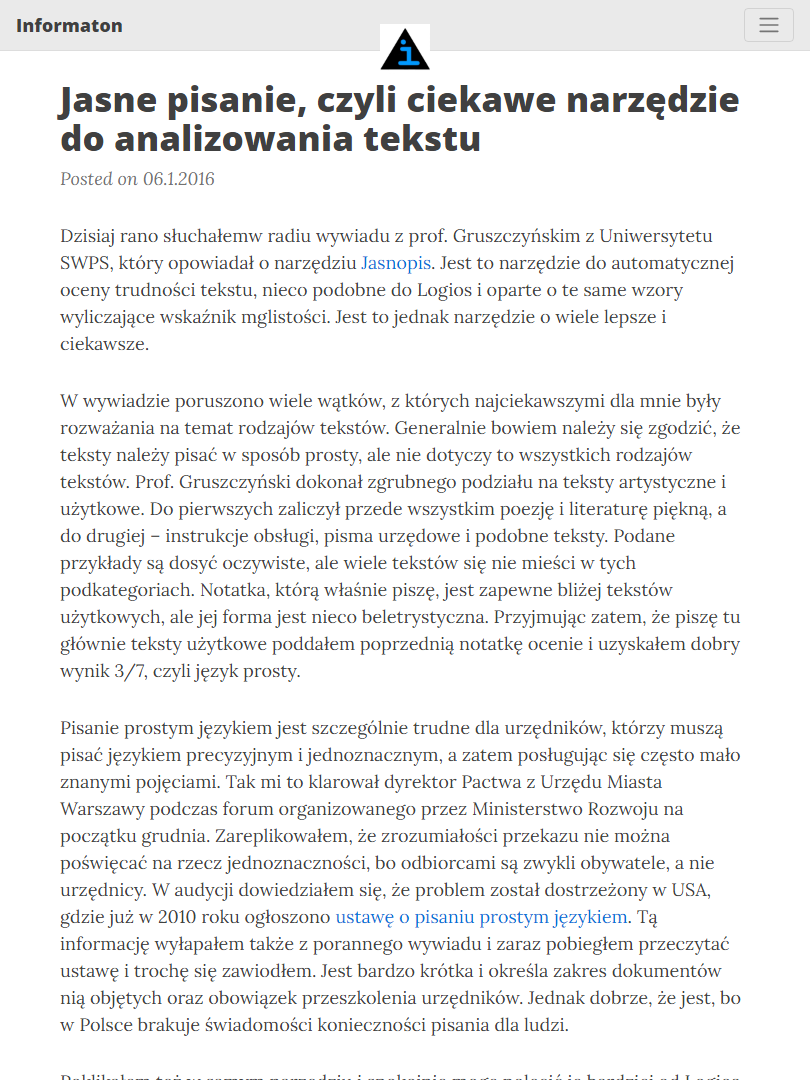 Informaton
i
Jasne pisanie, czyli ciekawe narzędzie
do analizowania tekstu
Posted on 06.1.2016
Dzisiaj rano słuchałemw radiu wywiadu z prof. Gruszczyńskim z Uniwersytetu
SWPS, który opowiadał o narzędziu Jasnopis. Jest to narzędzie do automatycznej
oceny trudności tekstu, nieco podobne do Logios i oparte o te same wzory
wyliczające wskaźnik mglistości. Jest to jednak narzędzie o wiele lepsze i
ciekawsze.
W wywiadzie poruszono wiele wątków, z których najciekawszymi dla mnie były
rozważania na temat rodzajów tekstów. Generalnie bowiem należy się zgodzić, że
teksty należy pisać w sposób prosty, ale nie dotyczy to wszystkich rodzajów
tekstów. Prof. Gruszczyński dokonał zgrubnego podziału na teksty artystyczne i
użytkowe. Do pierwszych zaliczył przede wszystkim poezję i literaturę piękną, a
do drugiej – instrukcje obsługi, pisma urzędowe i podobne teksty. Podane
przykłady są dosyć oczywiste, ale wiele tekstów się nie mieści w tych
podkategoriach. Notatka, którą właśnie piszę, jest zapewne bliżej tekstów
użytkowych, ale jej forma jest nieco beletrystyczna. Przyjmując zatem, że piszę tu
głównie teksty użytkowe poddałem poprzednią notatkę ocenie i uzyskałem dobry
wynik 3/7, czyli język prosty.
Pisanie prostym językiem jest szczególnie trudne dla urzędników, którzy muszą
pisać językiem precyzyjnym i jednoznacznym, a zatem posługując się często mało
znanymi pojęciami. Tak mi to klarował dyrektor Pactwa z Urzędu Miasta
Warszawy podczas forum organizowanego przez Ministerstwo Rozwoju na
początku grudnia. Zareplikowałem, że zrozumiałości przekazu nie można
poświęcać na rzecz jednoznaczności, bo odbiorcami są zwykli obywatele, a nie
urzędnicy. W audycji dowiedziałem się, że problem został dostrzeżony w USA,
gdzie już w 2010 roku ogłoszono ustawę o pisaniu prostym językiem. Tą
informację wyłapałem także z porannego wywiadu i zaraz pobiegłem przeczytać
ustawę i trochę się zawiodłem. Jest bardzo krótka i określa zakres dokumentów
nią objętych oraz obowiązek przeszkolenia urzędników. Jednak dobrze, że jest, bo
w Polsce brakuje świadomości konieczności pisania dla ludzi.